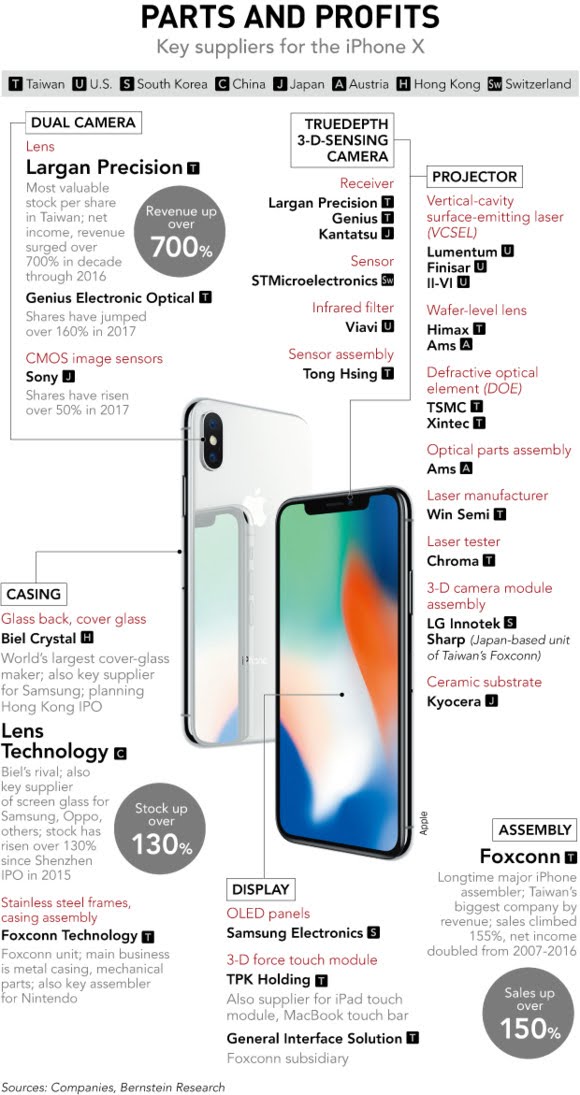 PARTS AND PROFITS
Key suppliers for the iPhone X
T Taiwan U U.S. S South Korea C China J Japan A Austria H Hong Kong Sw Switzerland
DUAL CAMERA
Lens
Largan Precision T
Most valuable
stock per share
in Taiwan; net
income, revenue
surged over
700% in decade
through 2016
Revenue up
over
700%
Genius Electronic Optical T
Shares have jumped
over 160% in 2017
CMOS image sensors
Sony J
Shares have risen
over 50% in 2017
TRUEDEPTH
3-D-SENSING
CAMERA
Receiver
Largan Precision T
Genius T
Kantatsu J
Sensor
STMicroelectronics Sw
Infrared filter
Viavi U
Sensor assembly
Tong Hsing T
PROJECTOR
Vertical-cavity
surface-emitting laser
(VCSEL)
Lumentum U
Finisar U
II-VI U
Wafer-level lens
Himax T
Ams A
Defractive optical
element (DOE)
TSMC T
Xintec T
Optical parts assembly
Ams A
Laser manufacturer
Win Semi T
Laser tester
Chroma T
3-D camera module
assembly
LG Innotek S
Sharp (Japan-based unit
of Taiwan's Foxconn)
Ceramic substrate
Kyocera J
CASING
Glass back, cover glass
Biel Crystal H
World's largest cover-glass
maker; also key supplier
for Samsung; planning
Hong Kong IPO
Lens
Technology C
Biel's rival; also
key supplier
of screen glass for
Samsung, Oppo,
others; stock has
risen over 130%
since Shenzhen
IPO in 2015
Stock up
over
130%
Stainless steel frames,
casing assembly
Foxconn Technology T
Foxconn unit; main business
is metal casing, mechanical
parts; also key assembler
for Nintendo
DISPLAY
OLED panels
Samsung Electronics S
3-D force touch module
TPK Holding T
Also supplier for iPad touch
module, MacBook touch bar
General Interface Solution T
Foxconn subsidiary
Apple
ASSEMBLY
Foxconn T
Longtime major iPhone
assembler; Taiwan's
biggest company by
revenue; sales climbed
155%, net income
doubled from 2007-2016
Sales up
over
150%
Sources: Companies, Bernstein Research